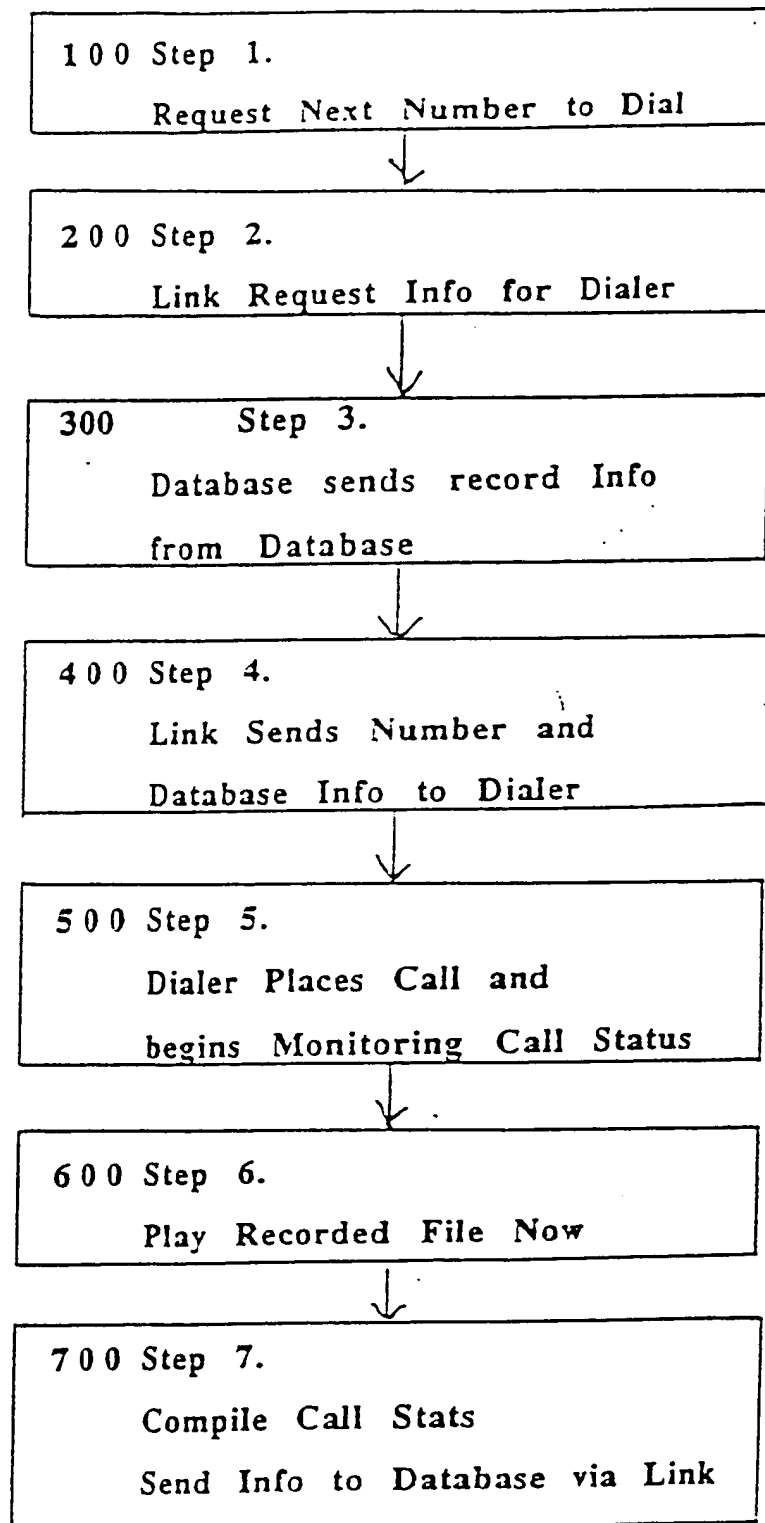 100 Step 1.
Request Next Number to Dial
200 Step 2.
Link Request Info for Dialer
300 Step 3.
Database sends record Info
from Database
400 Step 4.
Link Sends Number and
Database Info to Dialer
500 Step 5.
Dialer Places Call and
begins Monitoring Call Status
600 Step 6.
Play Recorded File Now
700 Step 7.
Compile Call Stats
Send Info to Database via Link